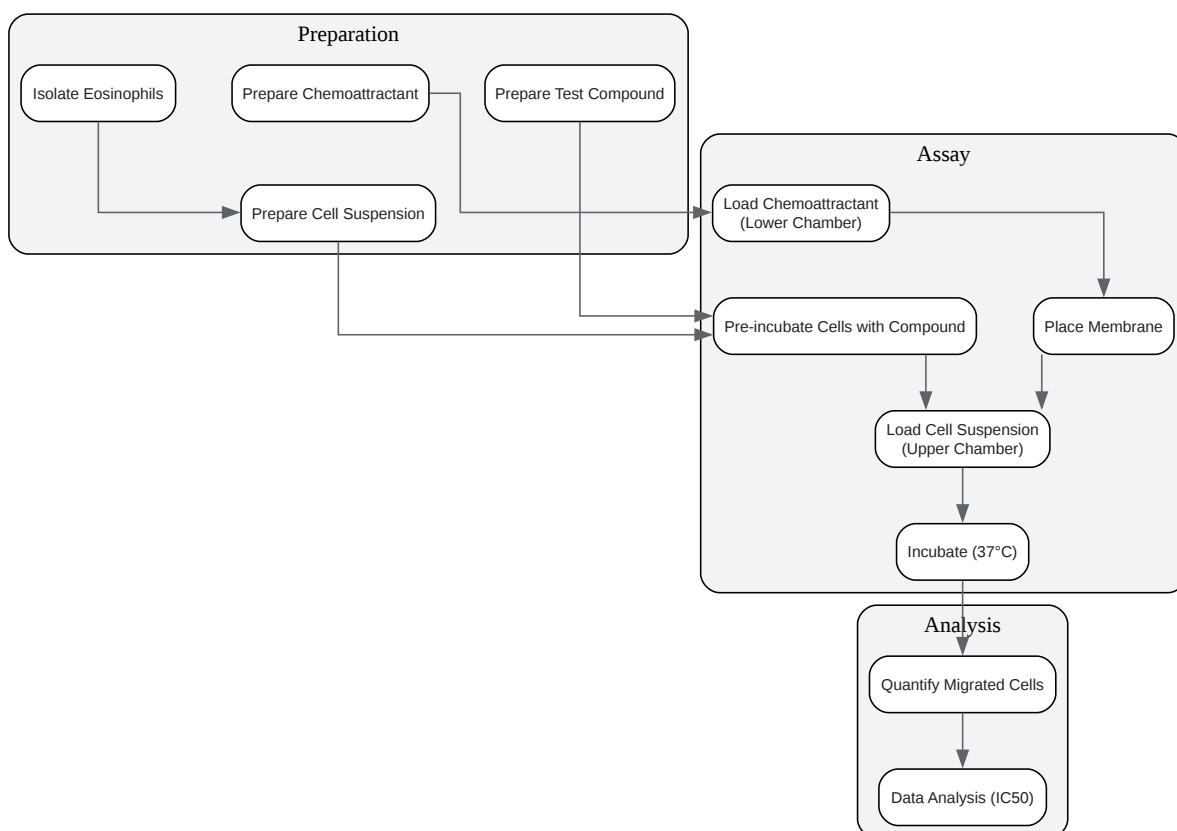 Preparation
Isolate Eosinophils
Prepare Chemoattractant
Prepare Test Compound
Prepare Cell Suspension
Assay
Load Chemoattractant
(Lower Chamber)
Pre-incubate Cells with Compound
Place Membrane
Load Cell Suspension
(Upper Chamber)
Incubate (37°C)
Analysis
Quantify Migrated Cells
Data Analysis (IC50)